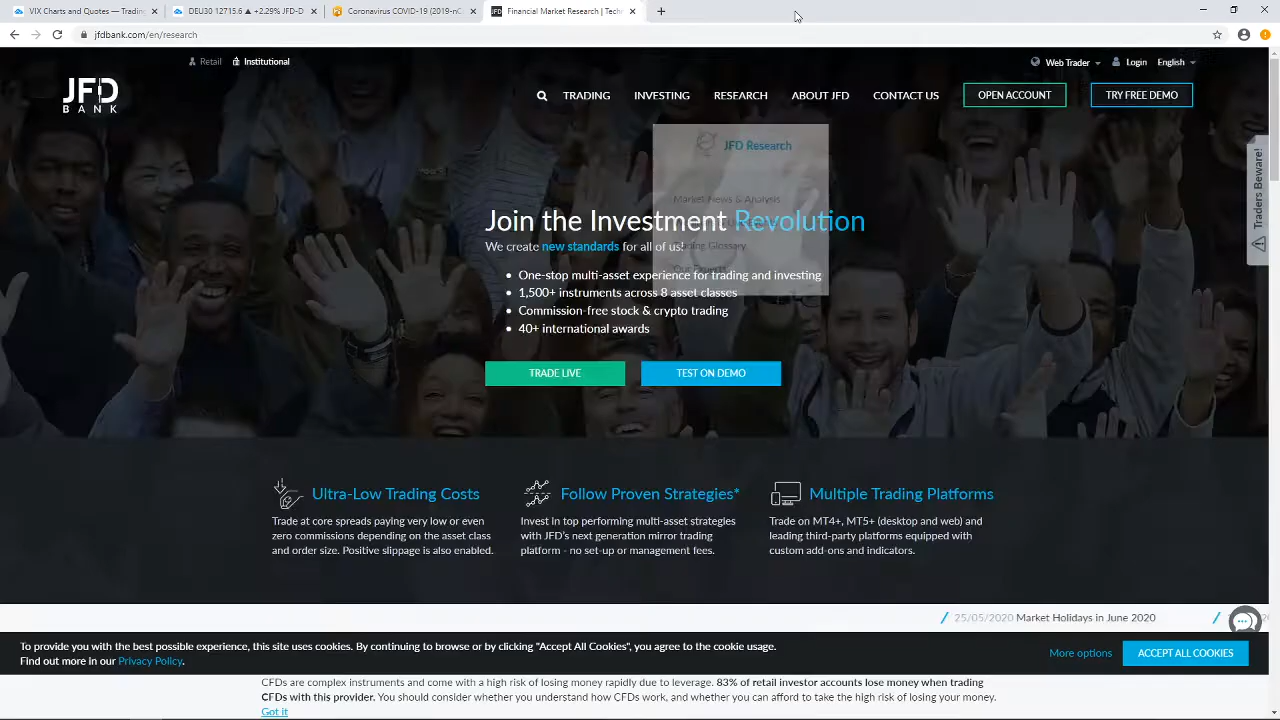 VIX Charts and Quotes — Trading
DEU30 12715.6 ▲ +2.29% JFD-D
Coronavirus COVID-19 (2019-nC
Financial Market Research | Tech
jfdbank.com/en/research
Retail
Institutional
Web Trader
Login
English
JFD
BANK
TRADING
INVESTING
RESEARCH
ABOUT JFD
CONTACT US
OPEN ACCOUNT
TRY FREE DEMO
JFD Research
Market News & Analysis
Join the Investment Revolution
We create new standards for all of us!
Glossary
• One-stop multi-asset experience for trading and investing
• 1,500+ instruments across 8 asset classes
• Commission-free stock & crypto trading
• 40+ international awards
TRADE LIVE
TEST ON DEMO
Traders Beware!
Ultra-Low Trading Costs
Trade at core spreads paying very low or even
zero commissions depending on the asset class
and order size. Positive slippage is also enabled.
Follow Proven Strategies*
Invest in top performing multi-asset strategies
with JFD's next generation mirror trading
platform - no set-up or management fees.
Multiple Trading Platforms
Trade on MT4+, MT5+ (desktop and web) and
leading third-party platforms equipped with
custom add-ons and indicators.
25/05/2020 Market Holidays in June 2020
To provide you with the best possible experience, this site uses cookies. By continuing to browse or by clicking "Accept All Cookies", you agree to the cookie usage.
Find out more in our Privacy Policy.
More options
ACCEPT ALL COOKIES
CFDs are complex instruments and come with a high risk of losing money rapidly due to leverage. 83% of retail investor accounts lose money when trading
CFDs with this provider. You should consider whether you understand how CFDs work, and whether you can afford to take the high risk of losing your money.
Got it